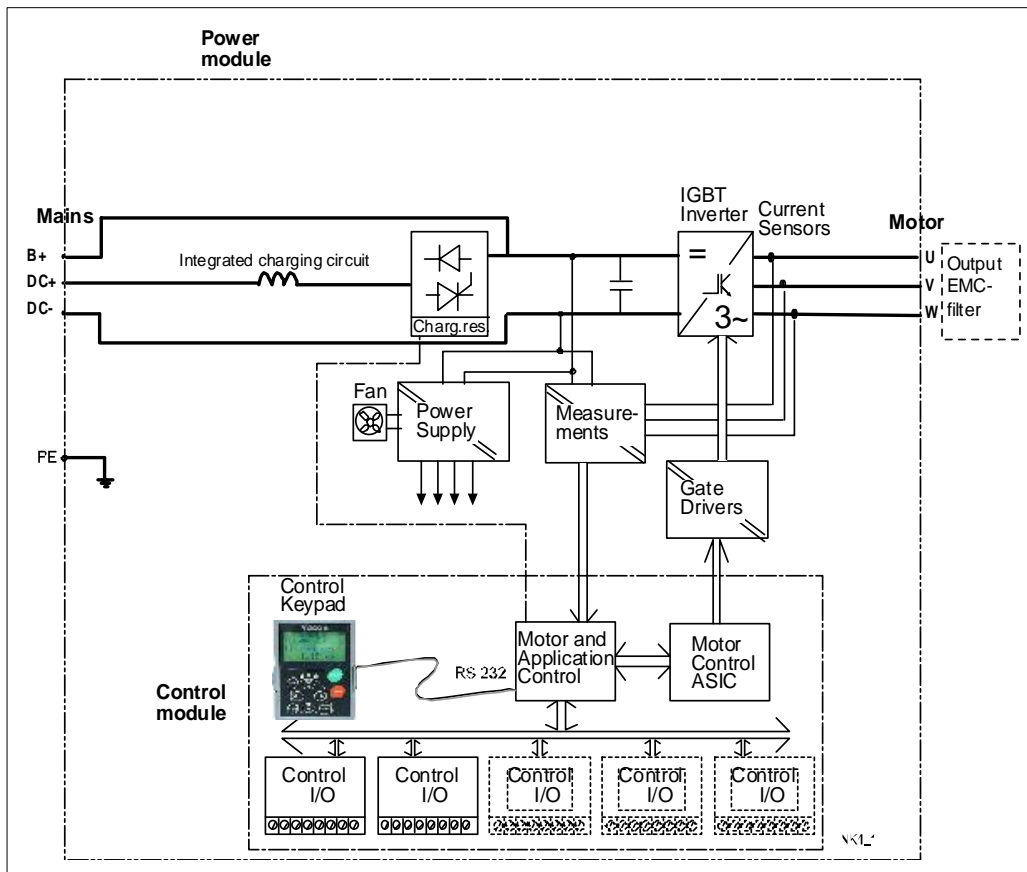 Power
module
IGBT
Inverter
Current
Sensors
Mains
Motor
B+
Integrated charging circuit
DC+
DC-
=
3~
Charg.res
U
V
W
Output
EMC-
filter
Fan
Power
Supply
Measure-
ments
PE
Gate
Drivers
Control
Keypad
Motor and
Application
Control
Motor
Control
ASIC
RS 232
Control
module
Control
I/O
Control
I/O
Control
I/O
Control
I/O
Control
I/O